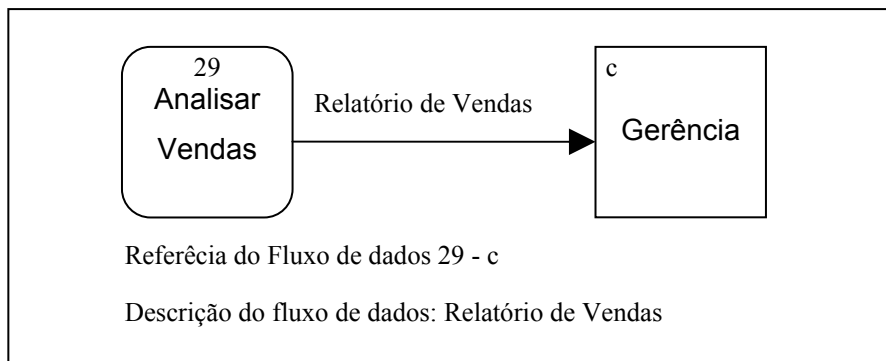 29
Analisar
Vendas
Relatório de Vendas
c
Gerência
Referêcia do Fluxo de dados 29 - c
Descrição do fluxo de dados: Relatório de Vendas